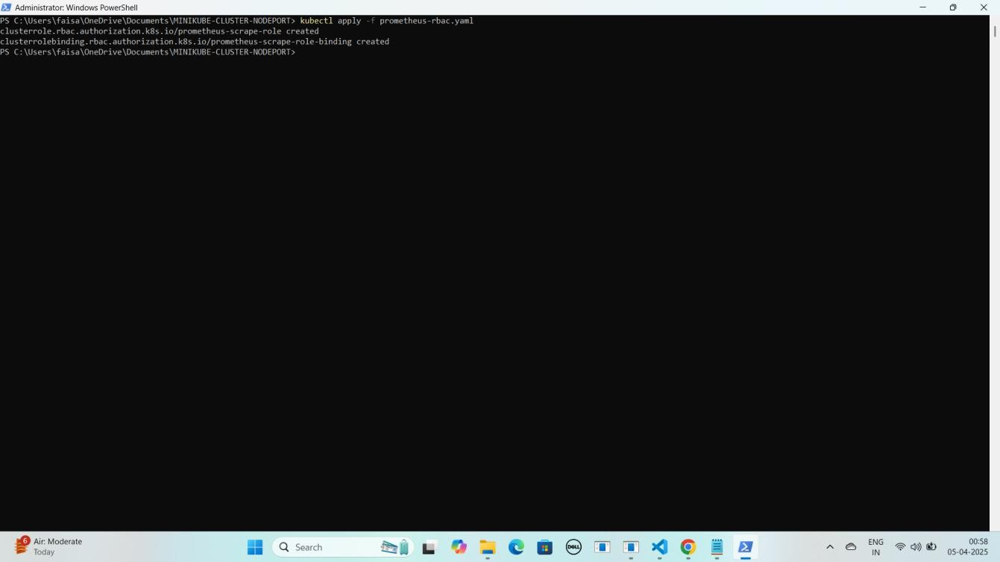 Administrator: Windows PowerShell
PS C:\Users\faisa\OneDrive\Documents\MINIKUBE-CLUSTER-NODEPORT> kubectl apply -f prometheus-rbac.yaml
clusterrole.rbac.authorization.k8s.io/prometheus-scrape-role created
clusterrolebinding.rbac.authorization.k8s.io/prometheus-scrape-role-binding created
PS C:\Users\faisa\OneDrive\Documents\MINIKUBE-CLUSTER-NODEPORT>
6
Air: Moderate
Today
Search
DELL
ENG
IN
00:58
05-04-2025